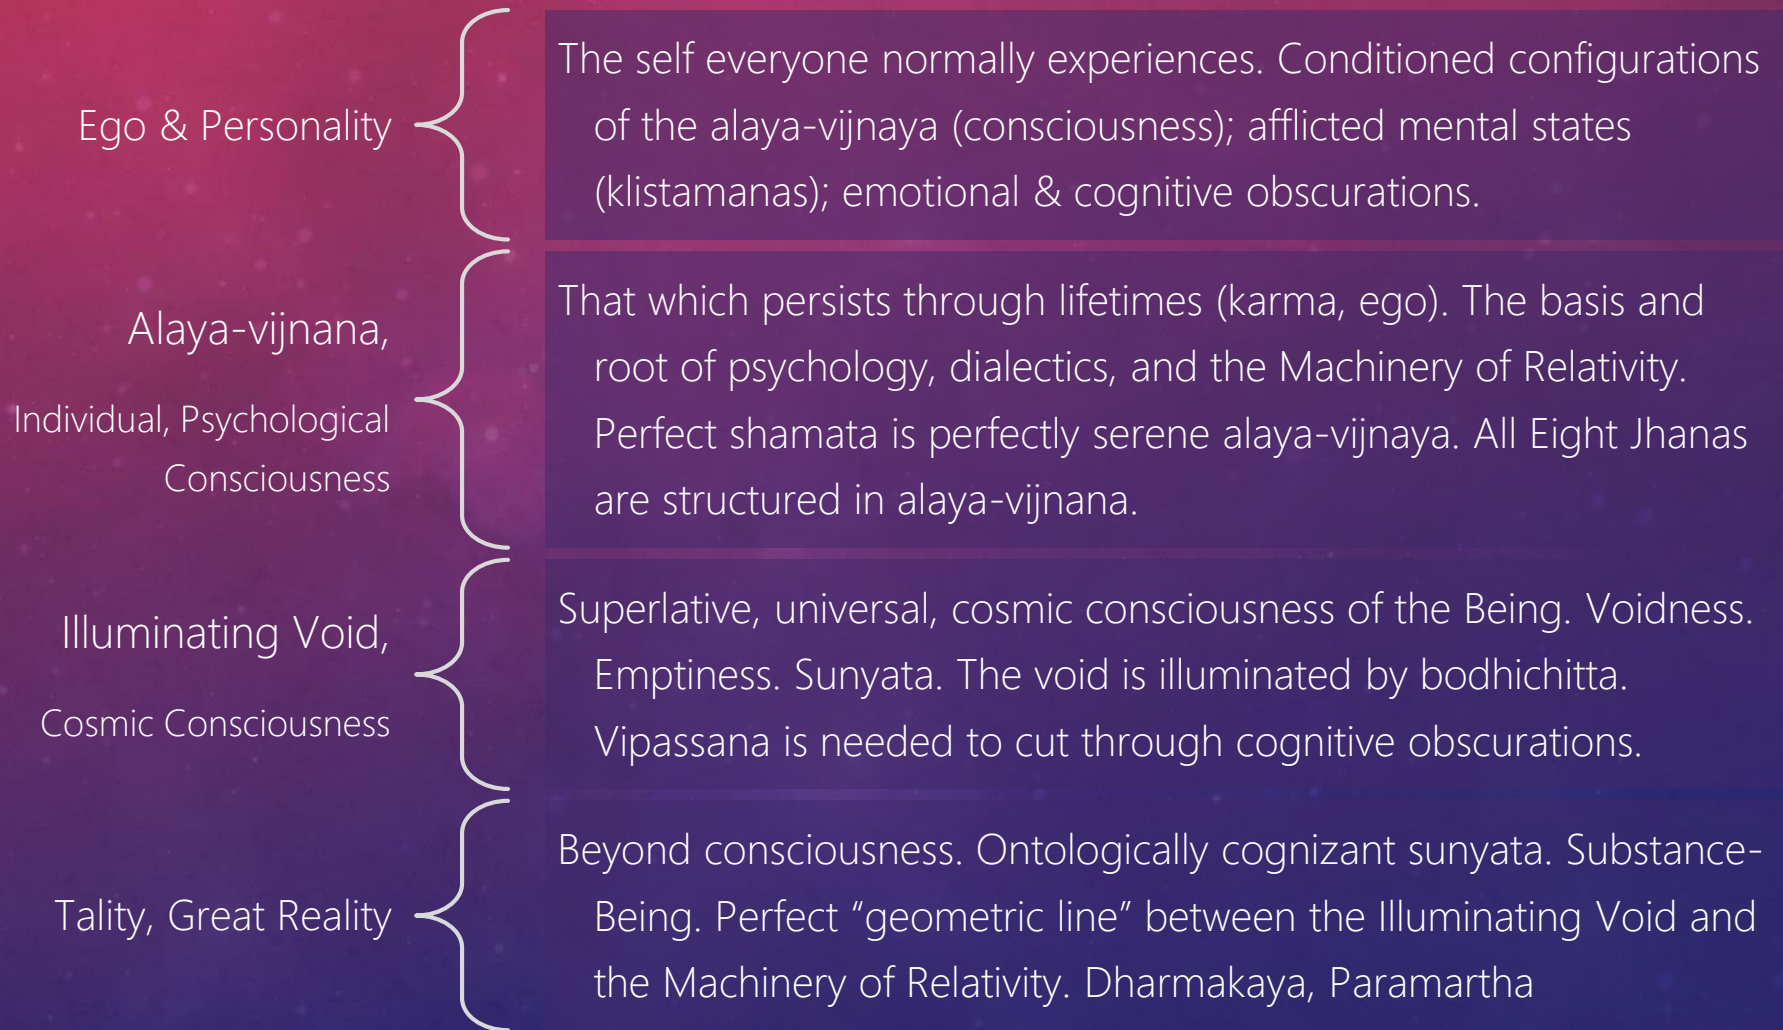 Ego & Personality
The self everyone normally experiences. Conditioned configurations
of the alaya-vijnaya (consciousness); afflicted mental states
(klistamanas); emotional & cognitive obscurations.
Alaya-vijnana,
Individual, Psychological
Consciousness
That which persists through lifetimes (karma, ego). The basis and
root of psychology, dialectics, and the Machinery of Relativity.
Perfect shamata is perfectly serene alaya-vijnaya. All Eight Jhanas
are structured in alaya-vijnana.
Illuminating Void,
Cosmic Consciousness
Superlative, universal, cosmic consciousness of the Being. Voidness.
Emptiness. Sunyata. The void is illuminated by bodhichitta.
Vipassana is needed to cut through cognitive obscurations.
Tality, Great Reality
Beyond consciousness. Ontologically cognizant sunyata. Substance-
Being. Perfect “geometric line” between the Illuminating Void and
the Machinery of Relativity. Dharmakaya, Paramartha